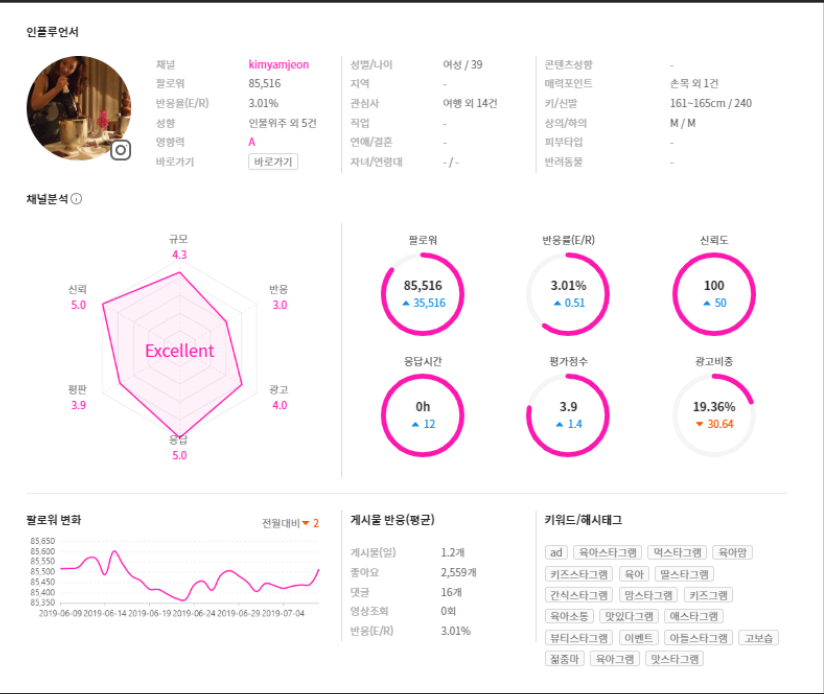 인플루언서
채널 kimyamjeon
팔로워 85,516
반응율(E/R) 3.01%
성향 인물위주 외 5건
영향력 A
바로가기 바로가기
성별/나이 여성 / 39
지역 -
관심사 여행 외 14건
직업 -
연애/결혼 -
자녀/연령대 - / -
콘텐츠성향 -
매력포인트 손목 외 1건
키/신발 161~165cm / 240
상의/하의 M / M
피부타입 -
반려동물 -
채널분석
규모
4.3
신뢰
5.0
반응
3.0
Excellent
평판
3.9
광고
4.0
응답
5.0
팔로워
85,516
▲ 35,516
반응률(E/R)
3.01%
▲ 0.51
신뢰도
100
▲ 50
응답시간
0h
▲ 12
평가점수
3.9
▲ 1.4
광고비중
19.36%
▼ 30.64
팔로워 변화
전월대비 ▼ 2
85,650
85,600
85,550
85,500
85,450
85,400
85,350
2019-06-09 2019-06-14 2019-06-19 2019-06-24 2019-06-29 2019-07-04
게시물 반응(평균)
게시물(일) 1.2개
좋아요 2,559개
댓글 16개
영상조회 0회
반응(E/R) 3.01%
키워드/해시태그
ad 육아스타그램 먹스타그램 육아맘
키즈스타그램 육아 딸스타그램
간식스타그램 맘스타그램 키즈그램
육아소통 맛있다그램 애스타그램
뷰티스타그램 이벤트 아들스타그램 고보습
젊줌마 육아그램 맛스타그램